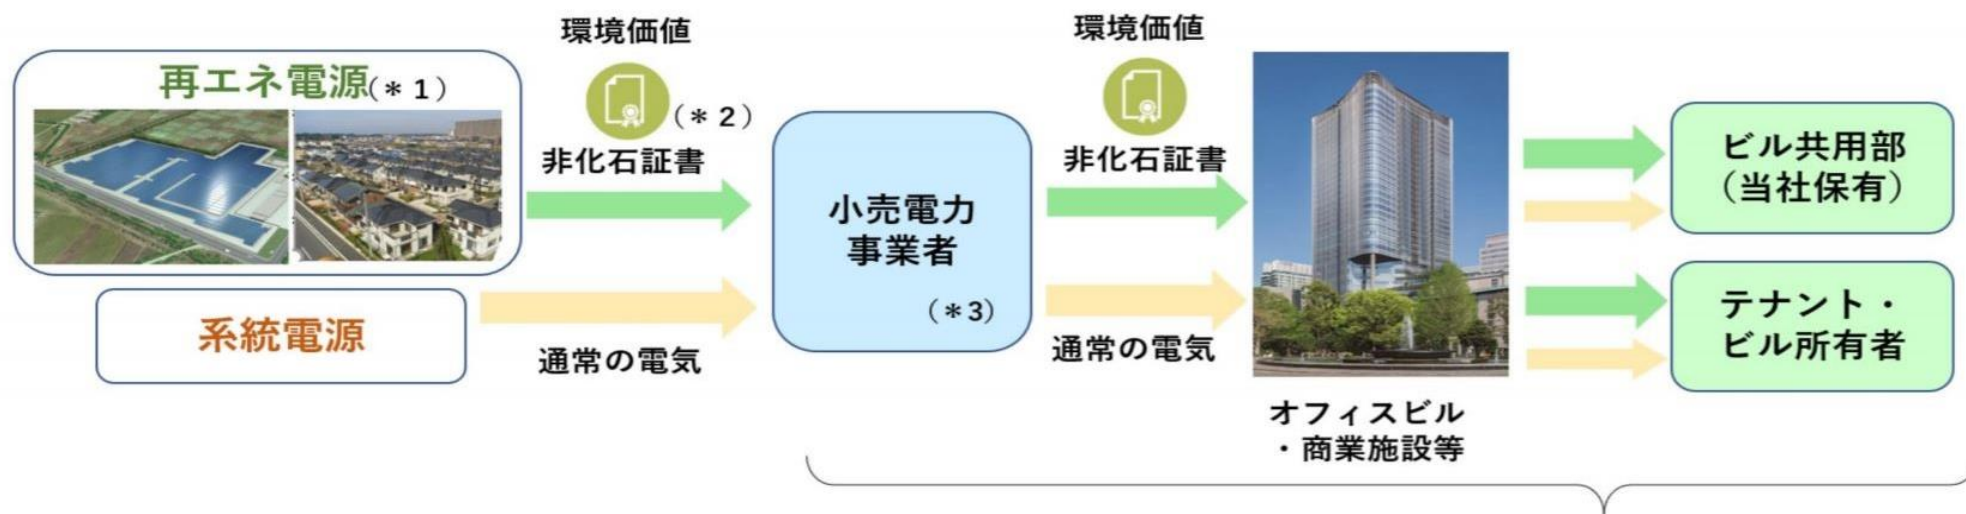 再エネ電源(*1)
系統電源
環境価値
(*2)
非化石証書
通常の電気
小売電力
事業者
(*3)
環境価値
非化石証書
通常の電気
オフィスビル
・商業施設等
ビル共用部
(当社保有)
テナント・
ビル所有者